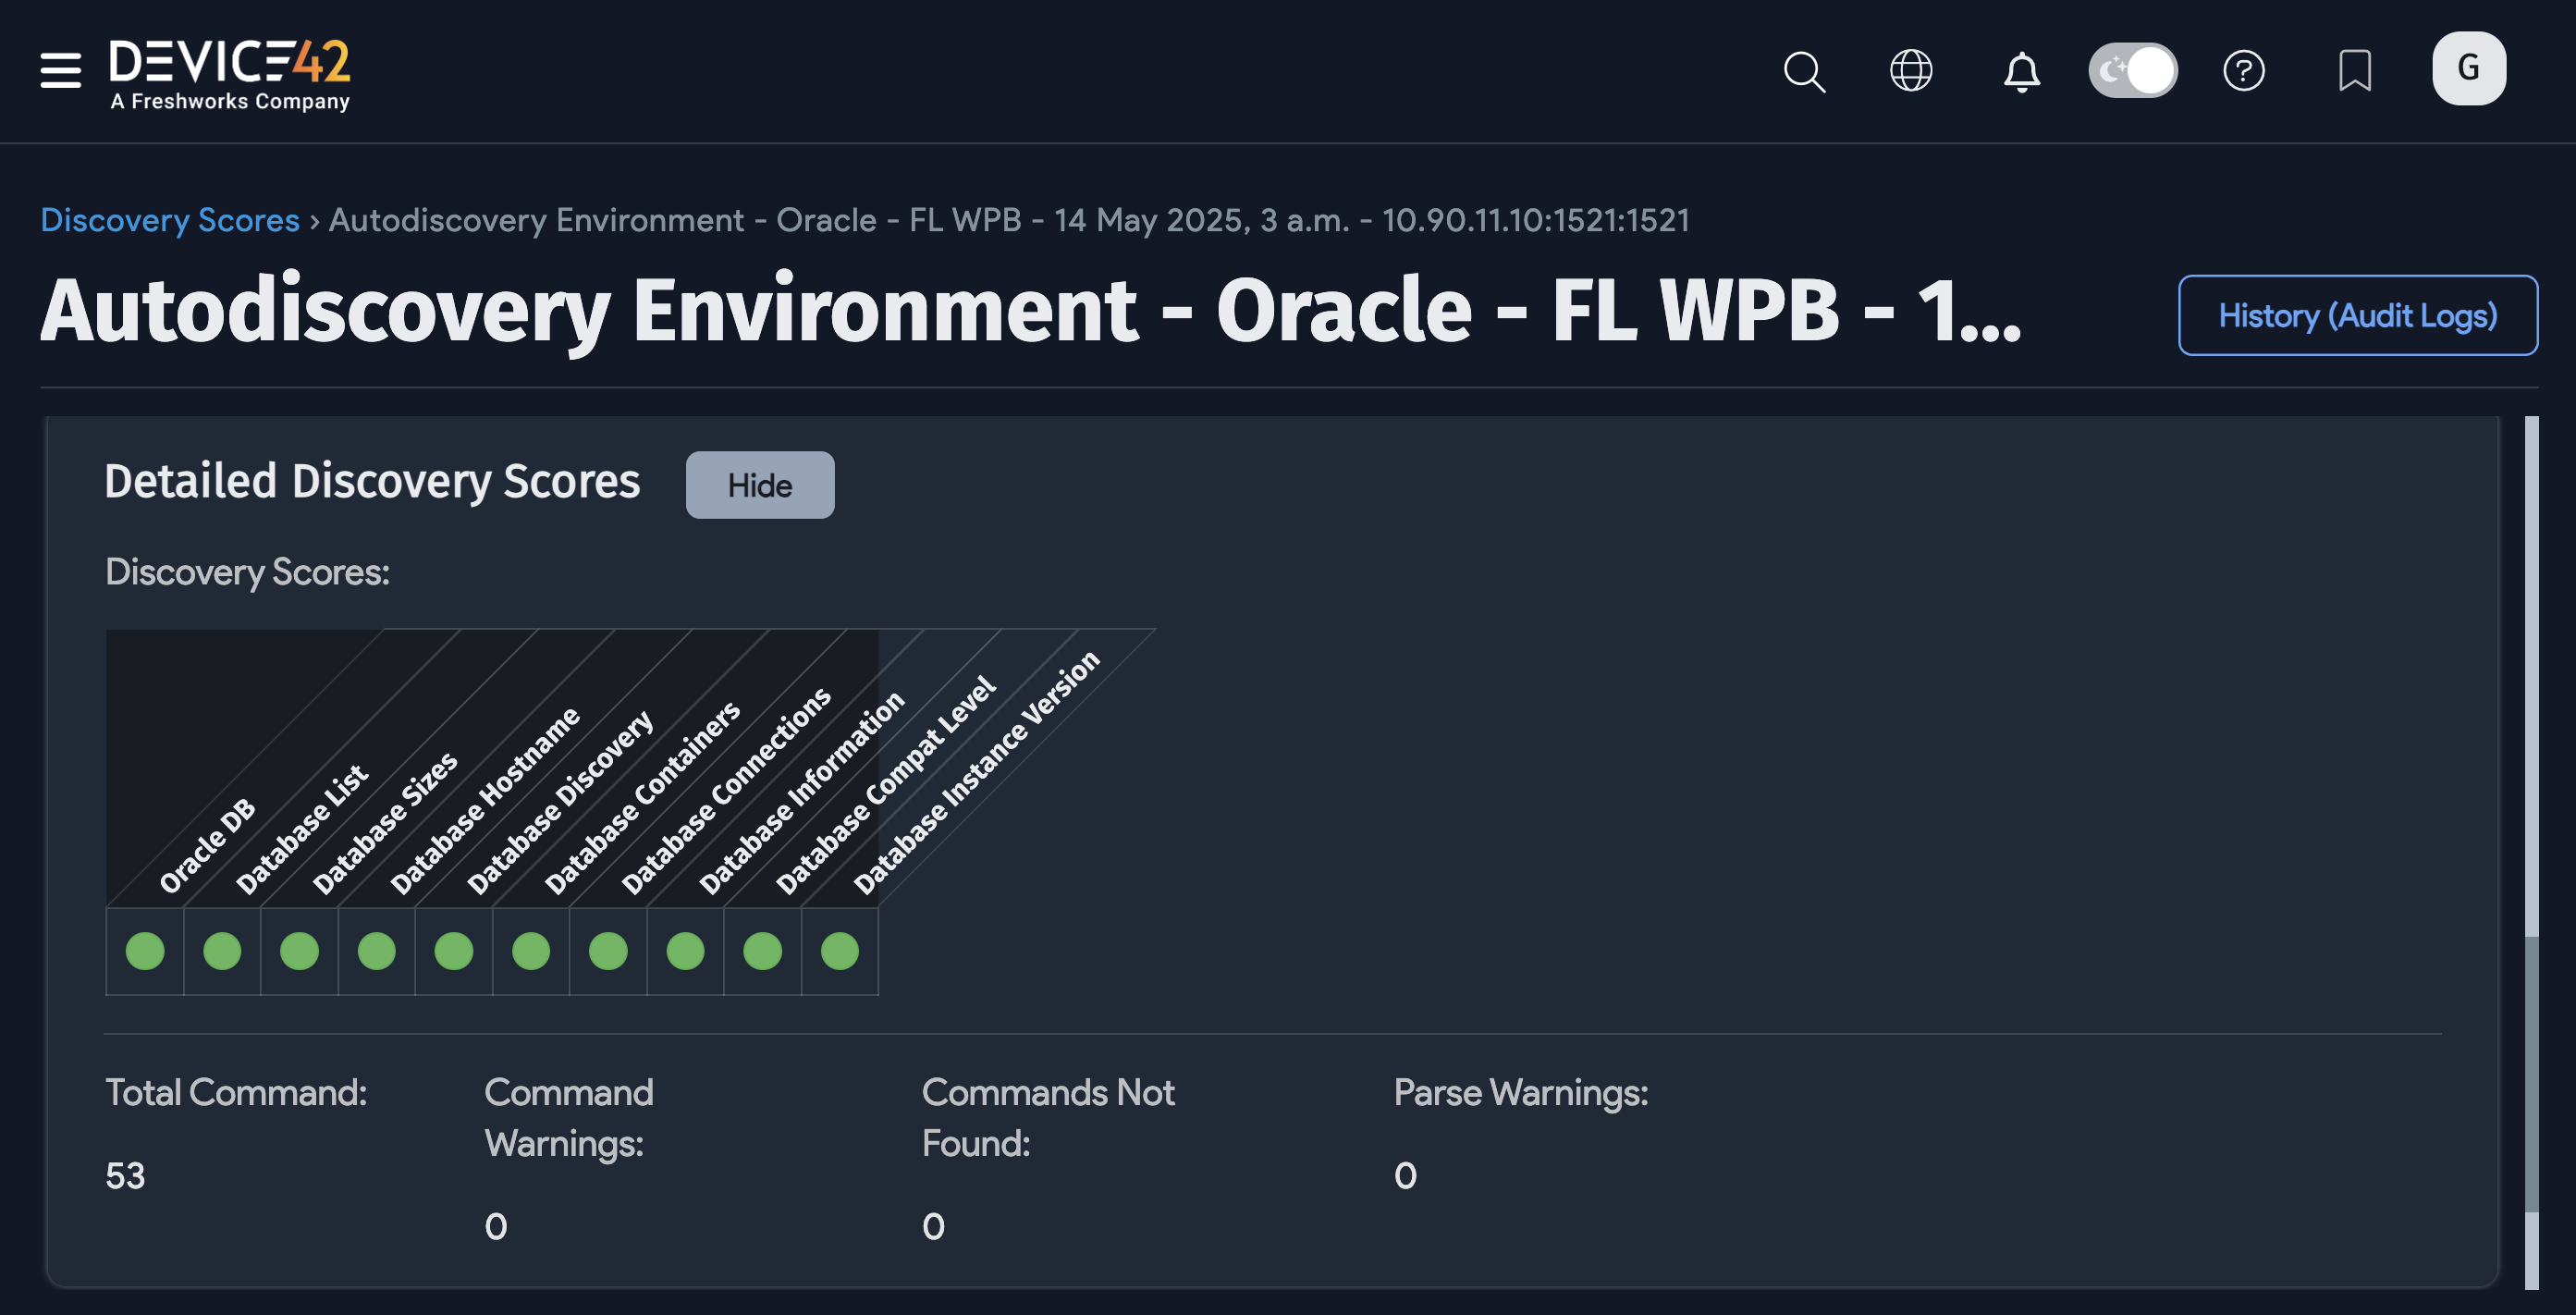 DEVICE42
A Freshworks Company
G
Discovery Scores › Autodiscovery Environment - Oracle - FL WPB - 14 May 2025, 3 a.m. - 10.90.11.10:1521:1521
Autodiscovery Environment - Oracle - FL WPB - 1...
History (Audit Logs)
Detailed Discovery Scores
Hide
Discovery Scores:
Oracle DB
Database List
Database Sizes
Database Hostname
Database Discovery
Database Containers
Database Connections
Database Information
Database Compat Level
Database Instance Version
Total Command:
53
Command
Warnings:
0
Commands Not
Found:
0
Parse Warnings:
0